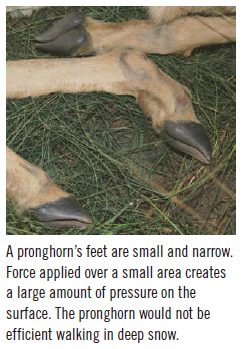 A pronghorn's feet are small and narrow.
Force applied over a small area creates
a large amount of pressure on the
surface. The pronghorn would not be
efficient walking in deep snow.